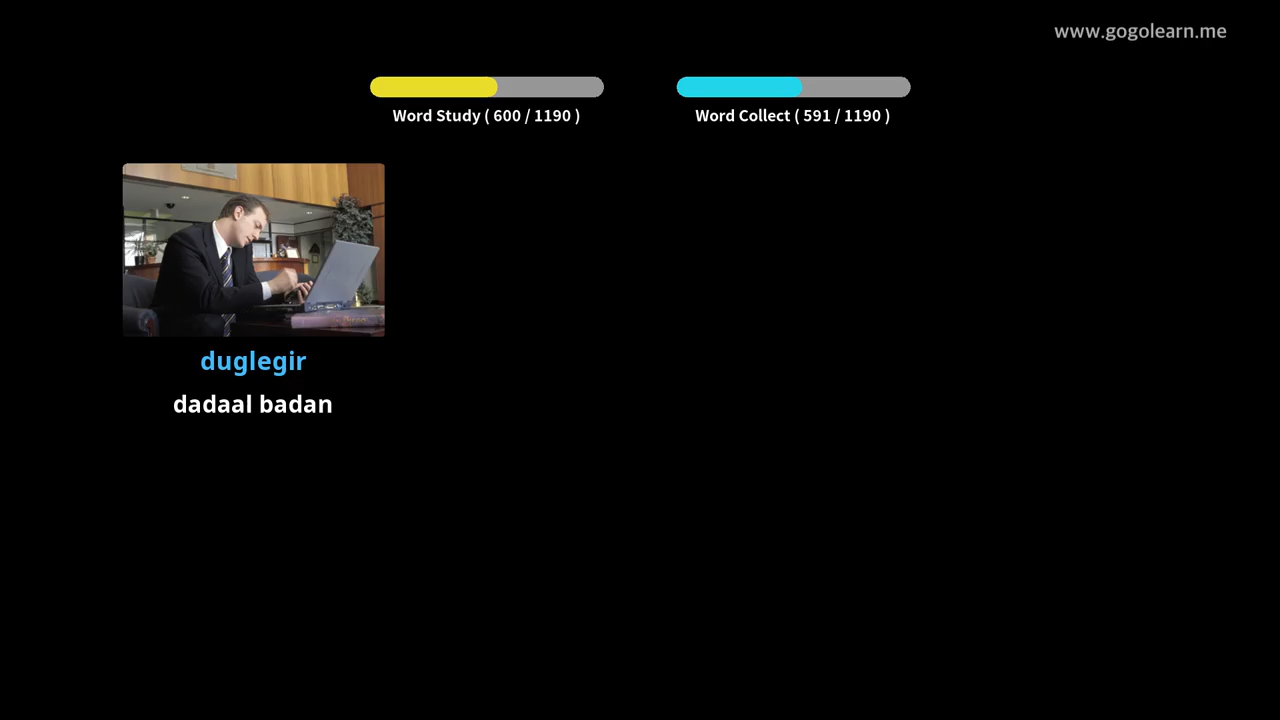 www.gogolearn.me
Word Study ( 600 / 1190 )
Word Collect ( 591 / 1190 )
duglegir
dadaal badan